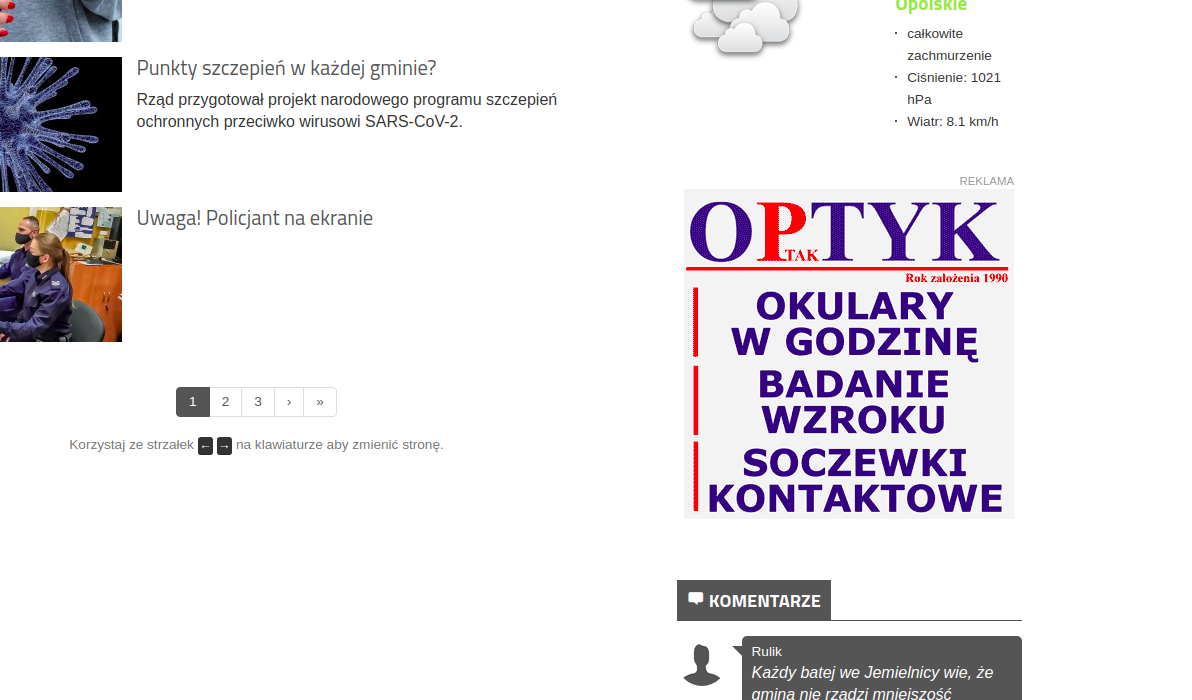 Punkty szczepień w każdej gminie?
Rząd przygotował projekt narodowego programu szczepień
ochronnych przeciwko wirusowi SARS-CoV-2.
Uwaga! Policjant na ekranie
1 2 3 › »
Korzystaj ze strzałek ← → na klawiaturze aby zmienić stronę.
Opolskie
· całkowite
zachmurzenie
· Ciśnienie: 1021
hPa
· Wiatr: 8.1 km/h
REKLAMA
OPTYK
TAK
Rok założenia 1990
OKULARY
W GODZINĘ
BADANIE
WZROKU
SOCZEWKI
KONTAKTOWE
KOMENTARZE
Rulik
Każdy batej we Jemielnicy wie, że
gminą nie rządzi mniejszość